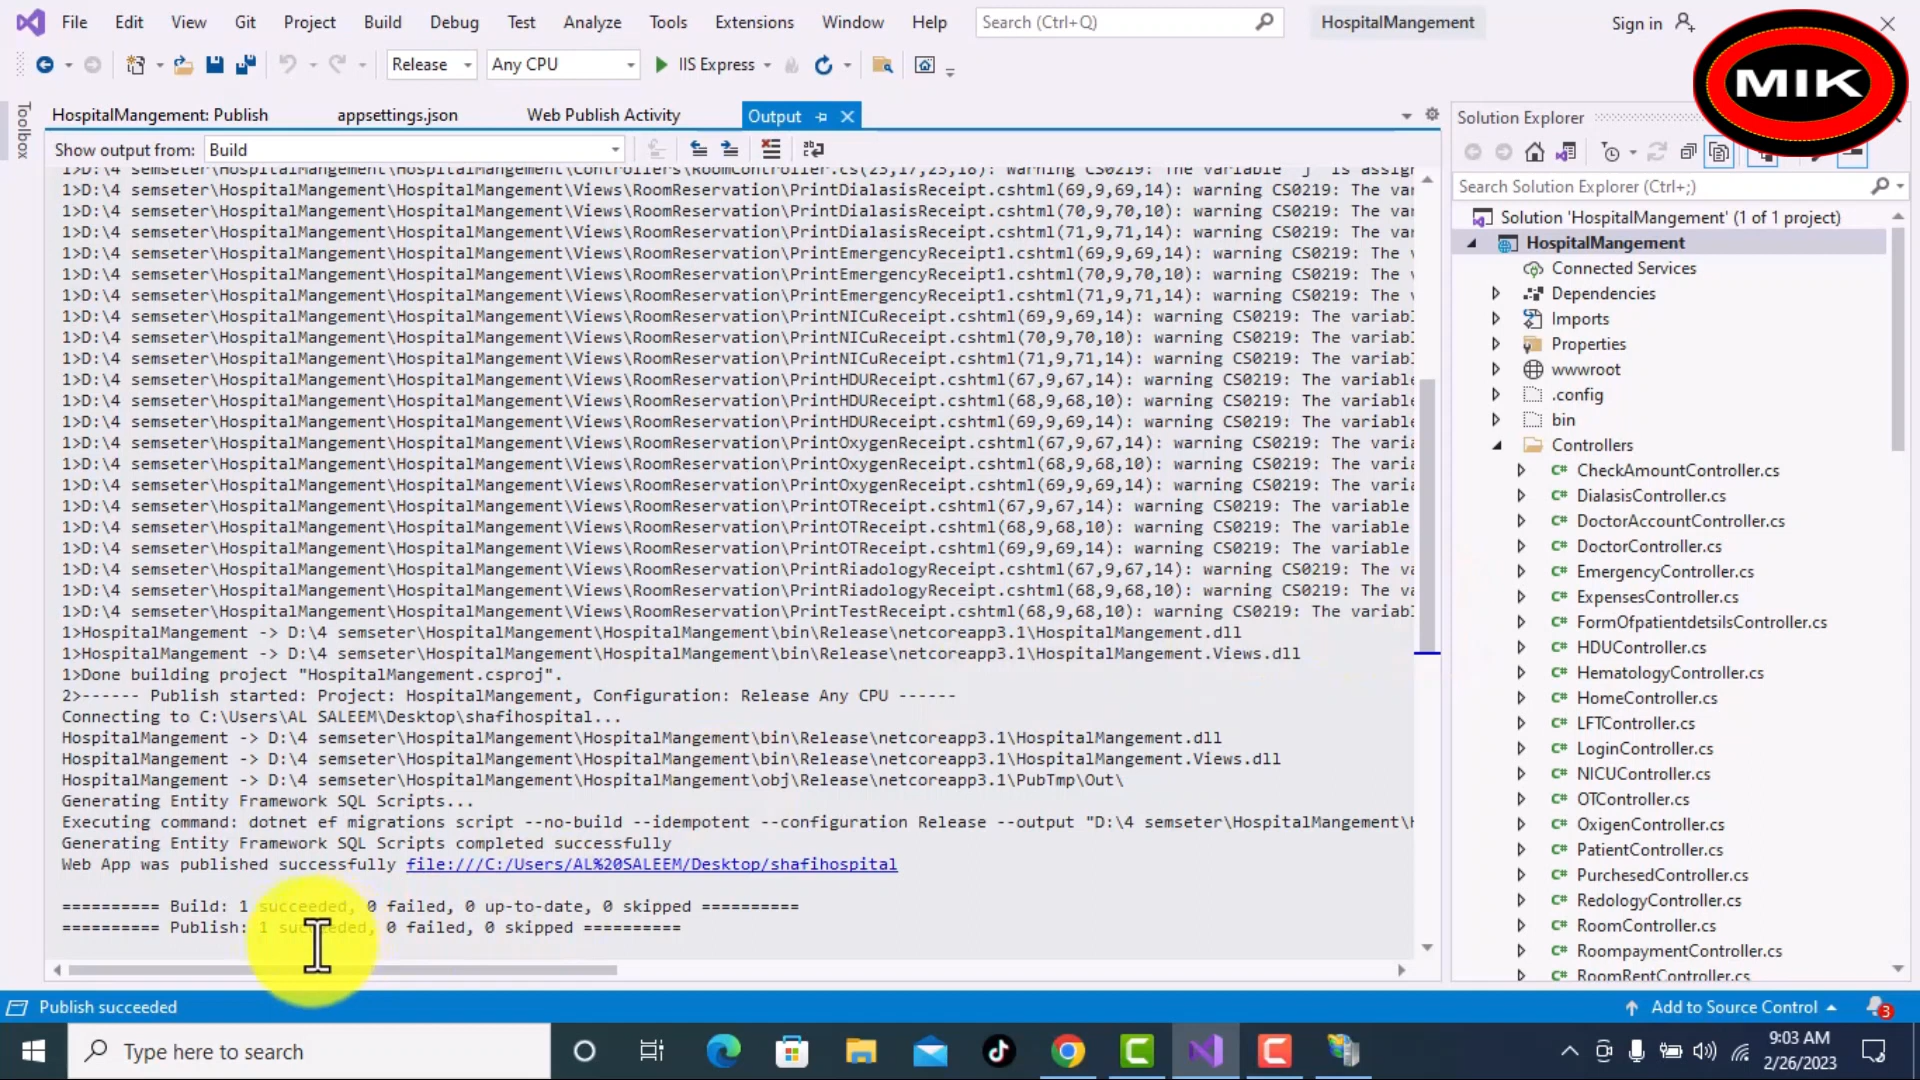 File Edit View Git Project Build Debug Test Analyze Tools Extensions Window Help Search (Ctrl+Q) HospitalMangement Sign in
MIK
Release Any CPU IIS Express
Toolbox
HospitalMangement: Publish appsettings.json Web Publish Activity Output
Show output from: Build
1>D:\4 semseter\HospitalMangement\HospitalMangement\Controllers\RoomController.cs(25,17,25,18): warning CS0219: The variable 'j' is assig
1>D:\4 semseter\HospitalMangement\HospitalMangement\Views\RoomReservation\PrintDialasisReceipt.cshtml(69,9,69,14): warning CS0219: The var
1>D:\4 semseter\HospitalMangement\HospitalMangement\Views\RoomReservation\PrintDialasisReceipt.cshtml(70,9,70,10): warning CS0219: The var
1>D:\4 semseter\HospitalMangement\HospitalMangement\Views\RoomReservation\PrintDialasisReceipt.cshtml(71,9,71,14): warning CS0219: The var
1>D:\4 semseter\HospitalMangement\HospitalMangement\Views\RoomReservation\PrintEmergencyReceipt1.cshtml(69,9,69,14): warning CS0219: The v
1>D:\4 semseter\HospitalMangement\HospitalMangement\Views\RoomReservation\PrintEmergencyReceipt1.cshtml(70,9,70,10): warning CS0219: The v
1>D:\4 semseter\HospitalMangement\HospitalMangement\Views\RoomReservation\PrintEmergencyReceipt1.cshtml(71,9,71,14): warning CS0219: The v
1>D:\4 semseter\HospitalMangement\HospitalMangement\Views\RoomReservation\PrintNICuReceipt.cshtml(69,9,69,14): warning CS0219: The variabl
1>D:\4 semseter\HospitalMangement\HospitalMangement\Views\RoomReservation\PrintNICuReceipt.cshtml(70,9,70,10): warning CS0219: The variabl
1>D:\4 semseter\HospitalMangement\HospitalMangement\Views\RoomReservation\PrintNICuReceipt.cshtml(71,9,71,14): warning CS0219: The variabl
1>D:\4 semseter\HospitalMangement\HospitalMangement\Views\RoomReservation\PrintHDUReceipt.cshtml(67,9,67,14): warning CS0219: The variable
1>D:\4 semseter\HospitalMangement\HospitalMangement\Views\RoomReservation\PrintHDUReceipt.cshtml(68,9,68,10): warning CS0219: The variable
1>D:\4 semseter\HospitalMangement\HospitalMangement\Views\RoomReservation\PrintHDUReceipt.cshtml(69,9,69,14): warning CS0219: The variable
1>D:\4 semseter\HospitalMangement\HospitalMangement\Views\RoomReservation\PrintOxygenReceipt.cshtml(67,9,67,14): warning CS0219: The varia
1>D:\4 semseter\HospitalMangement\HospitalMangement\Views\RoomReservation\PrintOxygenReceipt.cshtml(68,9,68,10): warning CS0219: The varia
1>D:\4 semseter\HospitalMangement\HospitalMangement\Views\RoomReservation\PrintOxygenReceipt.cshtml(69,9,69,14): warning CS0219: The varia
1>D:\4 semseter\HospitalMangement\HospitalMangement\Views\RoomReservation\PrintOTReceipt.cshtml(67,9,67,14): warning CS0219: The variable
1>D:\4 semseter\HospitalMangement\HospitalMangement\Views\RoomReservation\PrintOTReceipt.cshtml(68,9,68,10): warning CS0219: The variable
1>D:\4 semseter\HospitalMangement\HospitalMangement\Views\RoomReservation\PrintOTReceipt.cshtml(69,9,69,14): warning CS0219: The variable
1>D:\4 semseter\HospitalMangement\HospitalMangement\Views\RoomReservation\PrintRiadologyReceipt.cshtml(67,9,67,14): warning CS0219: The va
1>D:\4 semseter\HospitalMangement\HospitalMangement\Views\RoomReservation\PrintRiadologyReceipt.cshtml(68,9,68,10): warning CS0219: The va
1>D:\4 semseter\HospitalMangement\HospitalMangement\Views\RoomReservation\PrintTestReceipt.cshtml(68,9,68,10): warning CS0219: The variabl
1>HospitalMangement -> D:\4 semseter\HospitalMangement\HospitalMangement\bin\Release\netcoreapp3.1\HospitalMangement.dll
1>HospitalMangement -> D:\4 semseter\HospitalMangement\HospitalMangement\bin\Release\netcoreapp3.1\HospitalMangement.Views.dll
1>Done building project "HospitalMangement.csproj".
2>------ Publish started: Project: HospitalMangement, Configuration: Release Any CPU ------
Connecting to C:\Users\AL SALEEM\Desktop\shafihospital...
HospitalMangement -> D:\4 semseter\HospitalMangement\HospitalMangement\bin\Release\netcoreapp3.1\HospitalMangement.dll
HospitalMangement -> D:\4 semseter\HospitalMangement\HospitalMangement\bin\Release\netcoreapp3.1\HospitalMangement.Views.dll
HospitalMangement -> D:\4 semseter\HospitalMangement\HospitalMangement\obj\Release\netcoreapp3.1\PubTmp\Out\
Generating Entity Framework SQL Scripts...
Executing command: dotnet ef migrations script --no-build --idempotent --configuration Release --output "D:\4 semseter\HospitalMangement\H
Generating Entity Framework SQL Scripts completed successfully
Web App was published successfully file:///C:/Users/AL%20SALEEM/Desktop/shafihospital
========== Build: 1 succeeded, 0 failed, 0 up-to-date, 0 skipped ==========
========== Publish: 1 succeeded, 0 failed, 0 skipped ==========
Solution Explorer
Search Solution Explorer (Ctrl+;)
Solution 'HospitalMangement' (1 of 1 project)
HospitalMangement
Connected Services
Dependencies
Imports
Properties
wwwroot
.config
bin
Controllers
C# CheckAmountController.cs
C# DialasisController.cs
C# DoctorAccountController.cs
C# DoctorController.cs
C# EmergencyController.cs
C# ExpensesController.cs
C# FormOfpatientdetsilsController.cs
C# HDUController.cs
C# HematologyController.cs
C# HomeController.cs
C# LFTController.cs
C# LoginController.cs
C# NICUController.cs
C# OTController.cs
C# OxigenController.cs
C# PatientController.cs
C# PurchesedController.cs
C# RedologyController.cs
C# RoomController.cs
C# RoompaymentController.cs
C# RoomRentController.cs
Publish succeeded Add to Source Control 3
Type here to search 9:03 AM
2/26/2023